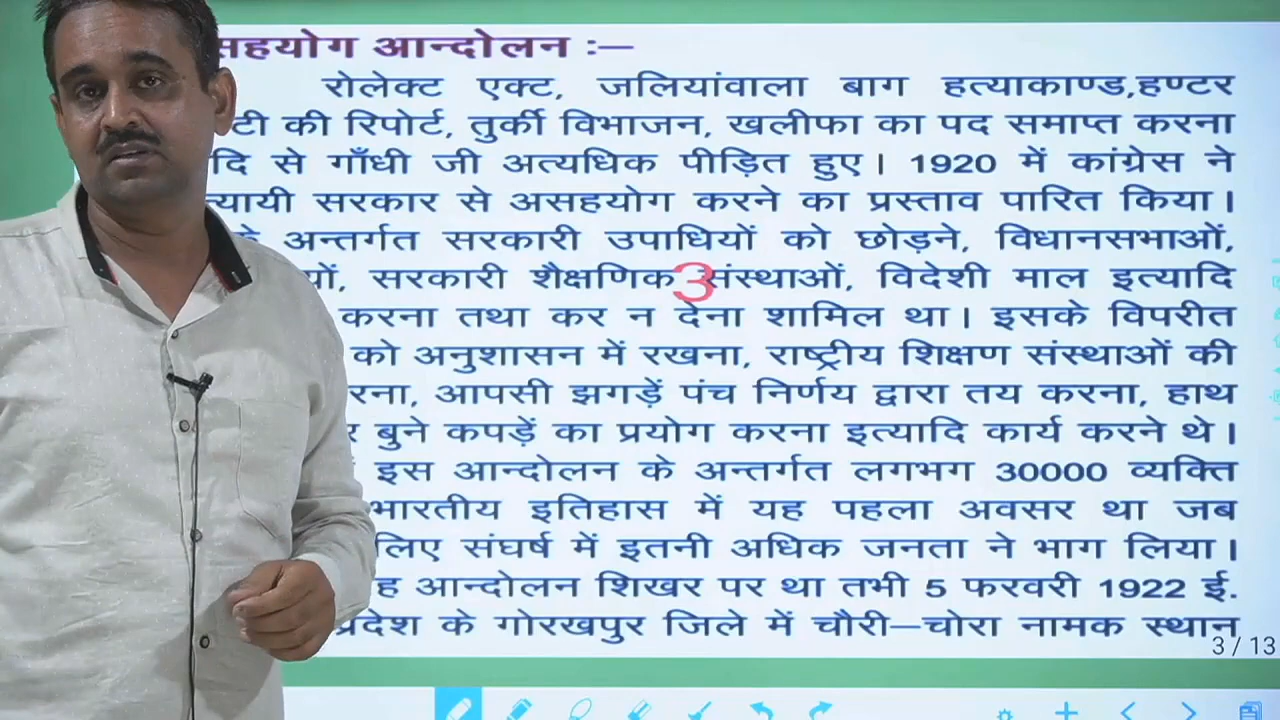 सहयोग आन्दोलन :—
रोलेक्ट एक्ट, जलियांवाला बाग हत्याकाण्ड,हण्टर
टी की रिपोर्ट, तुर्की विभाजन, खलीफा का पद समाप्त करना
दि से गाँधी जी अत्यधिक पीड़ित हुए। 1920 में कांग्रेस ने
न्यायी सरकार से असहयोग करने का प्रस्ताव पारित किया।
के अन्तर्गत सरकारी उपाधियों को छोड़ने, विधानसभाओं,
यों, सरकारी शैक्षणिक संस्थाओं, विदेशी माल इत्यादि
3
करना तथा कर न देना शामिल था। इसके विपरीत
को अनुशासन में रखना, राष्ट्रीय शिक्षण संस्थाओं की
रना, आपसी झगड़ें पंच निर्णय द्वारा तय करना, हाथ
र बुने कपड़ें का प्रयोग करना इत्यादि कार्य करने थे।
इस आन्दोलन के अन्तर्गत लगभग 30000 व्यक्ति
भारतीय इतिहास में यह पहला अवसर था जब
लिए संघर्ष में इतनी अधिक जनता ने भाग लिया।
ह आन्दोलन शिखर पर था तभी 5 फरवरी 1922 ई.
प्रदेश के गोरखपुर जिले में चौरी—चोरा नामक स्थान
3 / 13